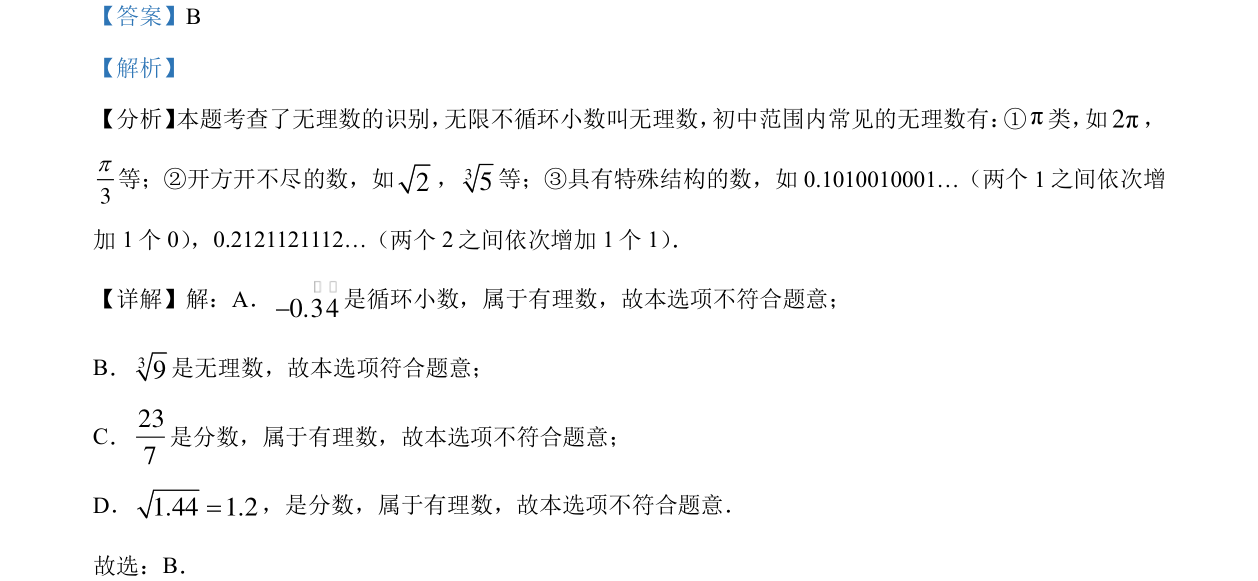 【答案】B
【解析】
【分析】本题考查了无理数的识别，无限不循环小数叫无理数，初中范围内常见的无理数有：①π类，如2π，
π/3等；②开方开不尽的数，如√2，∛5等；③具有特殊结构的数，如0.1010010001…（两个1之间依次增
加1个0），0.2121121112…（两个2之间依次增加1个1）．
【详解】解：A．−0.34是循环小数，属于有理数，故本选项不符合题意；
B．∛9是无理数，故本选项符合题意；
C．23/7是分数，属于有理数，故本选项不符合题意；
D．√1.44=1.2，是分数，属于有理数，故本选项不符合题意．
故选：B．